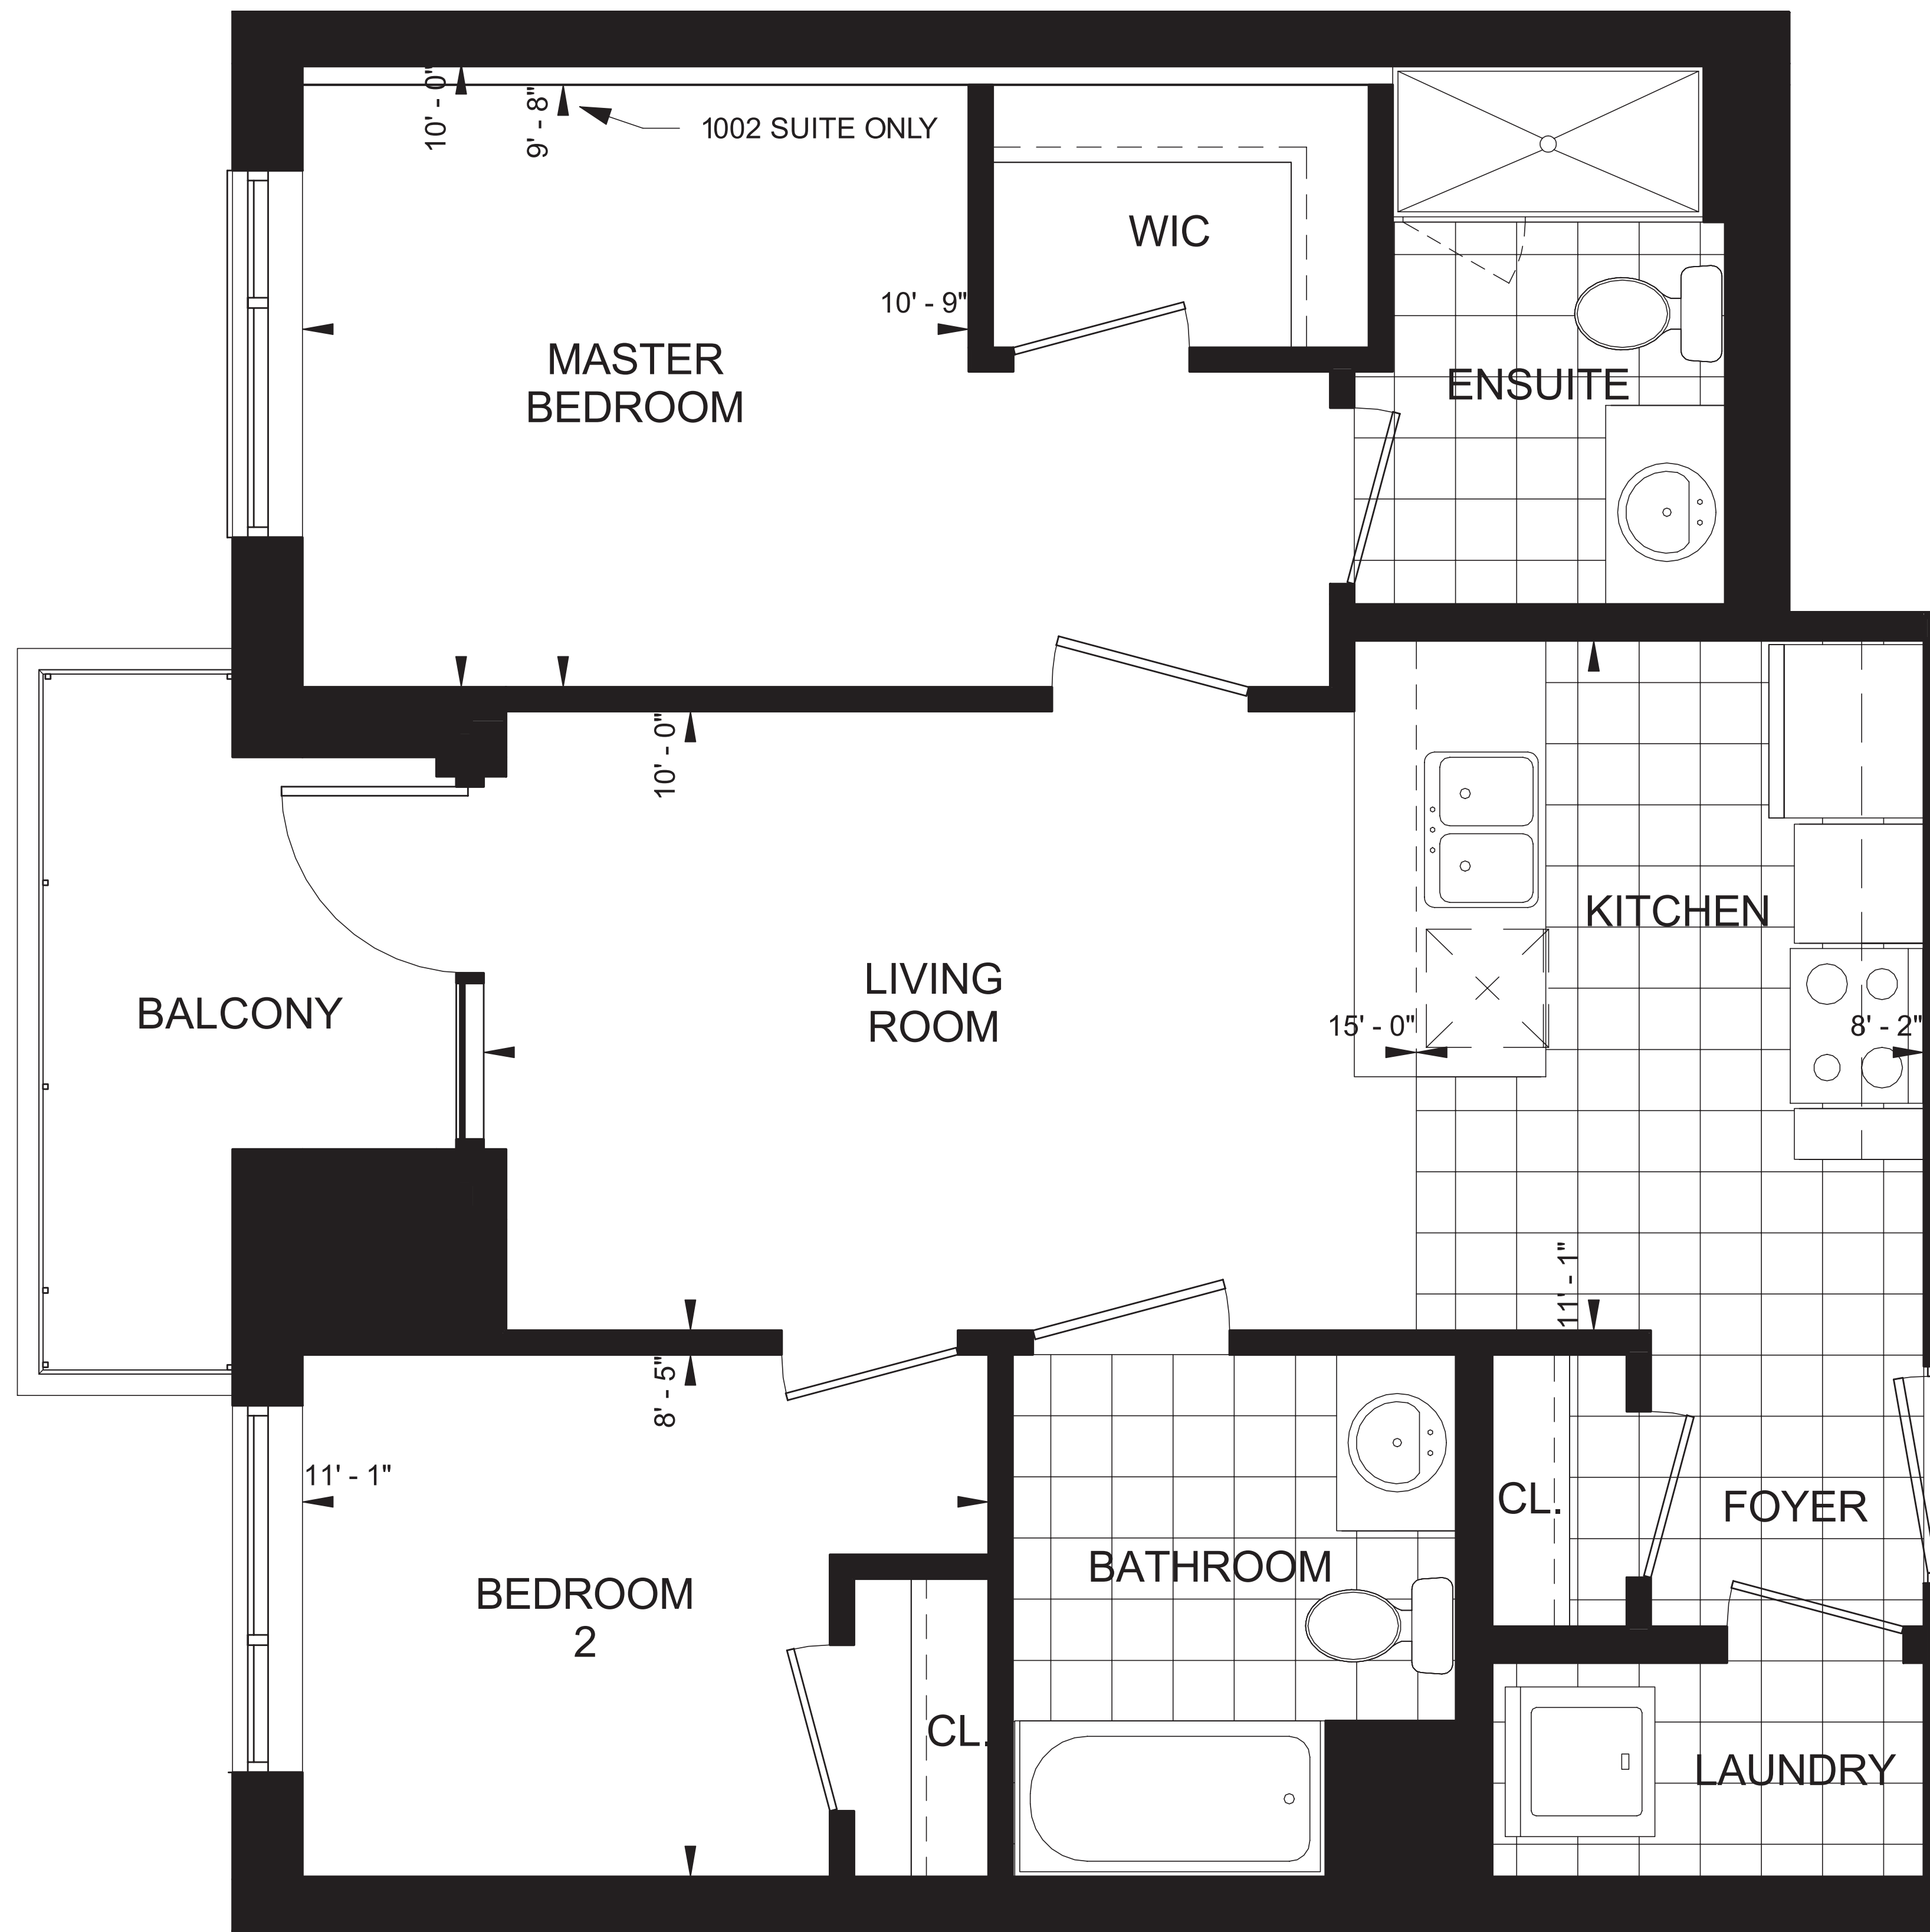 10' - 0"
9' - 8"
1002 SUITE ONLY
WIC
10' - 9"
MASTER
BEDROOM
ENSUITE
10' - 0"
KITCHEN
LIVING
ROOM
BALCONY
15' - 0"
8' - 2"
11' - 1"
8' - 5"
11' - 1"
CL.
FOYER
BATHROOM
BEDROOM
2
CL.
LAUNDRY